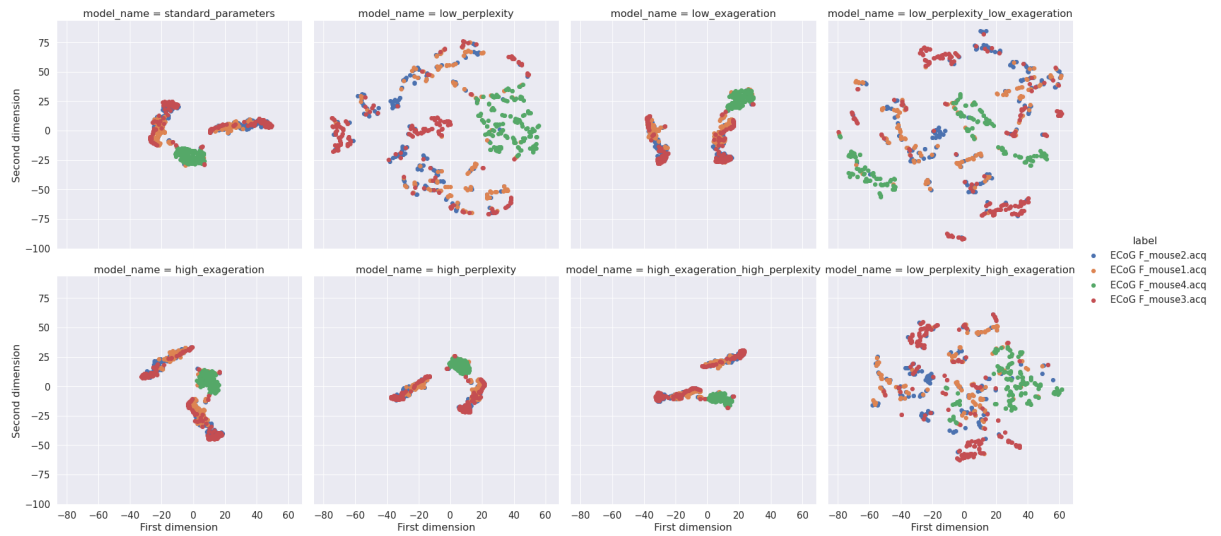 model_name = standard_parameters
model_name = low_perplexity
model_name = low_exageration
model_name = low_perplexity_low_exageration
75
50
25
0
−25
−50
−75
−100
Second dimension
model_name = high_exageration
model_name = high_perplexity
model_name = high_exageration_high_perplexity
model_name = low_perplexity_high_exageration
75
50
25
0
−25
−50
−75
−100
Second dimension
−80 −60 −40 −20 0 20 40 60
First dimension
−80 −60 −40 −20 0 20 40 60
First dimension
−80 −60 −40 −20 0 20 40 60
First dimension
−80 −60 −40 −20 0 20 40 60
First dimension
label
ECoG F_mouse2.acq
ECoG F_mouse1.acq
ECoG F_mouse4.acq
ECoG F_mouse3.acq